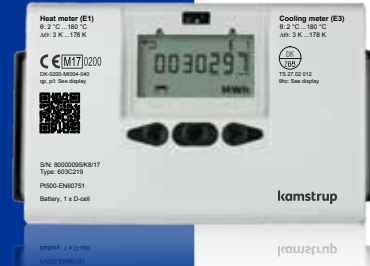 Heat meter (E1)
θ: 2 °C ...180 °C
ΔΘ: 3 K ...178 K
CE M17 0200
DK-0200-MI004-040
qp, p/l: See display
S/N: 80000095/K8/17
Type: 603C219
Pt500-EN60751
Battery, 1 x D-cell
0030297
MWh
Cooling meter (E3)
θ: 2 °C ...180 °C
ΔΘ: 3 K ...178 K
DK
768
TS 27.02 012
θhc: See display
kamstrup